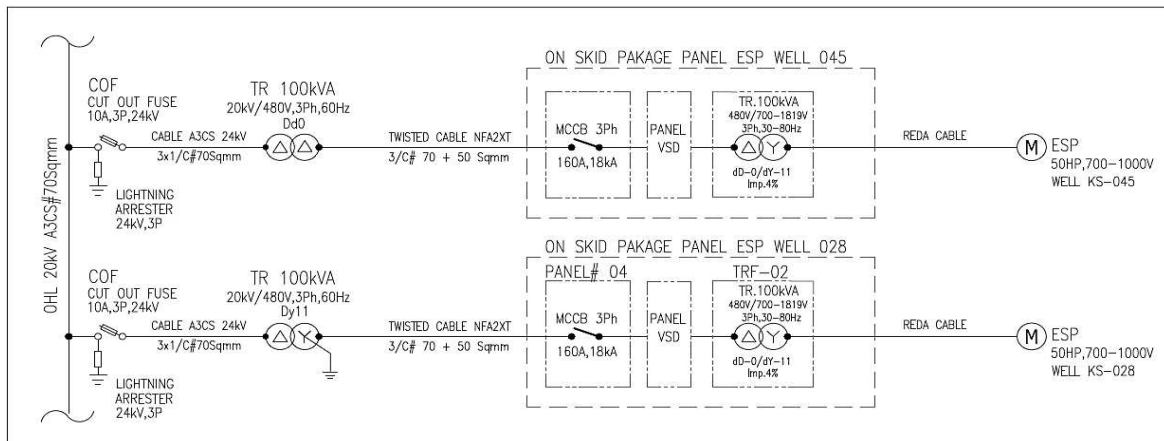 OHL 20kV A3CS#70Sqmm
ON SKID PAKAGE PANEL ESP WELL 045
COF
CUT OUT FUSE
10A,3P,24kV
CABLE A3CS 24kV
3x1/C#70Sqmm
LIGHTNING
ARRESTER
24kV,3P
TR 100kVA
20kV/480V,3Ph,60Hz
Dd0
TWISTED CABLE NFA2XT
3/C# 70 + 50 Sqmm
MCCB 3Ph
160A,18kA
PANEL
VSD
TR.100kVA
480V/700-1819V
3Ph,30-80Hz
dD-0/dY-11
Imp.4%
REDA CABLE
M
ESP
50HP,700-1000V
WELL KS-045
ON SKID PAKAGE PANEL ESP WELL 028
COF
CUT OUT FUSE
10A,3P,24kV
CABLE A3CS 24kV
3x1/C#70Sqmm
LIGHTNING
ARRESTER
24kV,3P
TR 100kVA
20kV/480V,3Ph,60Hz
Dy11
TWISTED CABLE NFA2XT
3/C# 70 + 50 Sqmm
PANEL# 04
MCCB 3Ph
160A,18kA
PANEL
VSD
TRF-02
TR.100kVA
480V/700-1819V
3Ph,30-80Hz
dD-0/dY-11
Imp.4%
REDA CABLE
M
ESP
50HP,700-1000V
WELL KS-028